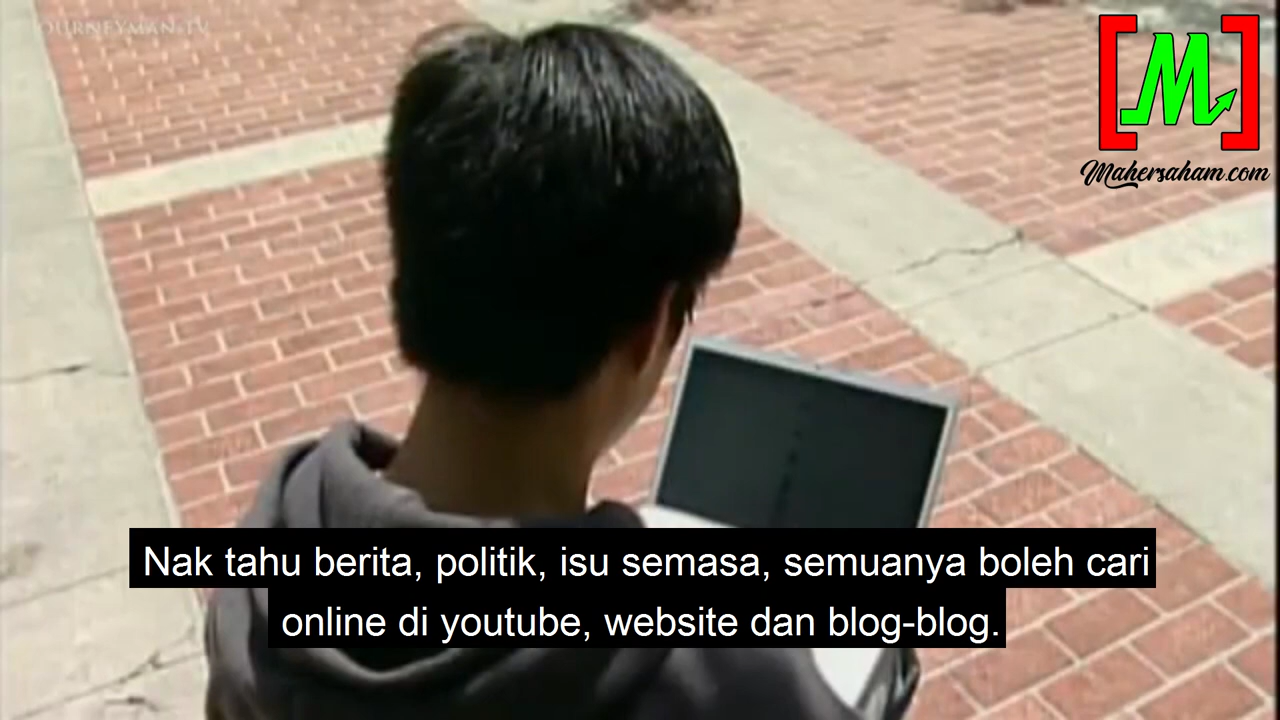 JOURNEYMAN.TV
[M]
Mahersaham.com
Nak tahu berita, politik, isu semasa, semuanya boleh cari
online di youtube, website dan blog-blog.